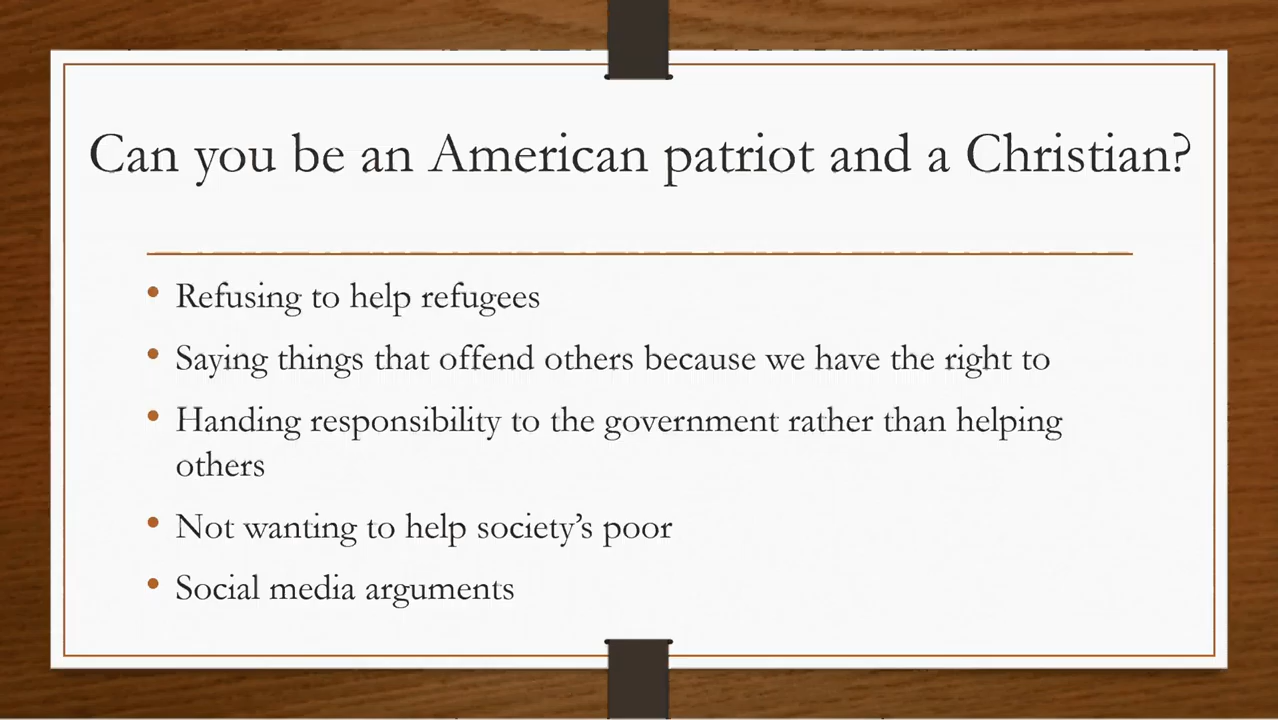 Can you be an American patriot and a Christian?
• Refusing to help refugees
• Saying things that offend others because we have the right to
• Handing responsibility to the government rather than helping
others
• Not wanting to help society’s poor
• Social media arguments